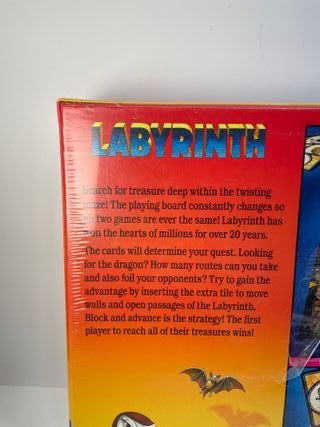 LABYRINTH
Search for treasure deep within the twisting
maze! The playing board constantly changes so
no two games are ever the same! Labyrinth has
won the hearts of millions for over 20 years.
The cards will determine your quest. Looking
for the dragon? How many routes can you take
and also foil your opponents? Try to gain the
advantage by inserting the extra tile to move
walls and open passages of the Labyrinth.
Block and advance is the strategy! The first
player to reach all of their treasures wins!